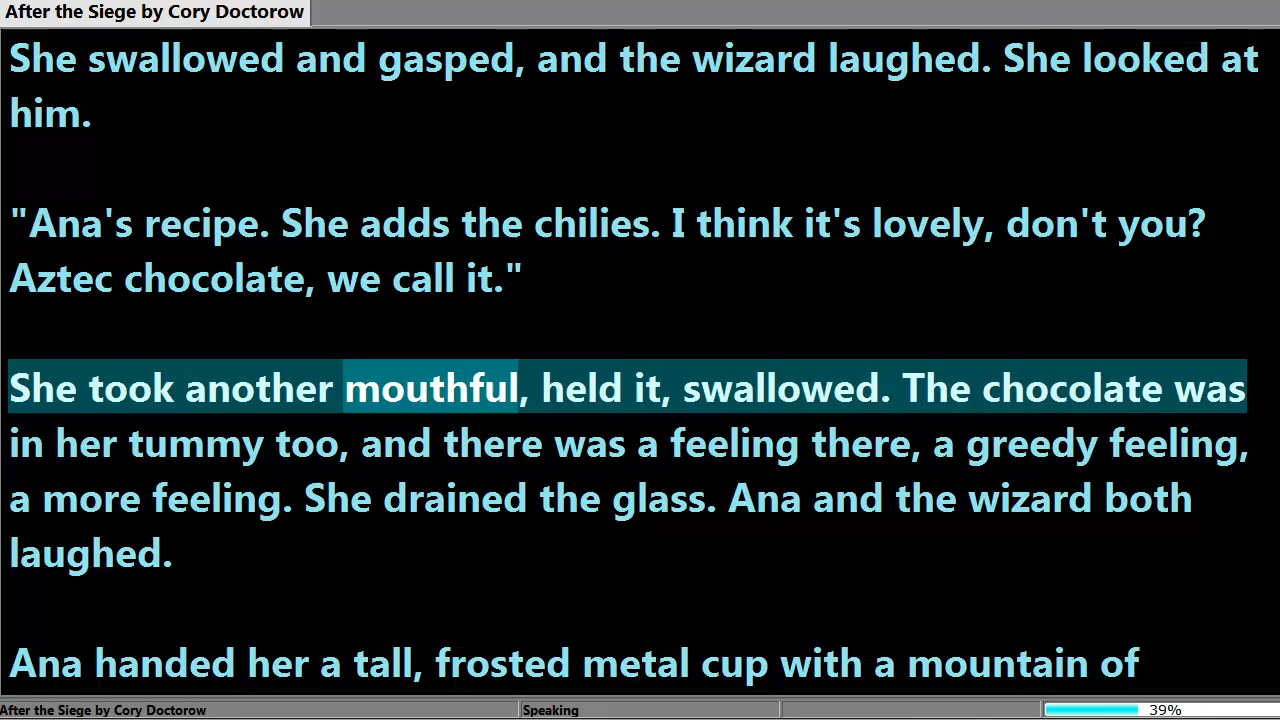 After the Siege by Cory Doctorow
She swallowed and gasped, and the wizard laughed. She looked at
him.
"Ana's recipe. She adds the chilies. I think it's lovely, don't you?
Aztec chocolate, we call it."
She took another mouthful, held it, swallowed. The chocolate was
in her tummy too, and there was a feeling there, a greedy feeling,
a more feeling. She drained the glass. Ana and the wizard both
laughed.
Ana handed her a tall, frosted metal cup with a mountain of
After the Siege by Cory Doctorow
Speaking
39%